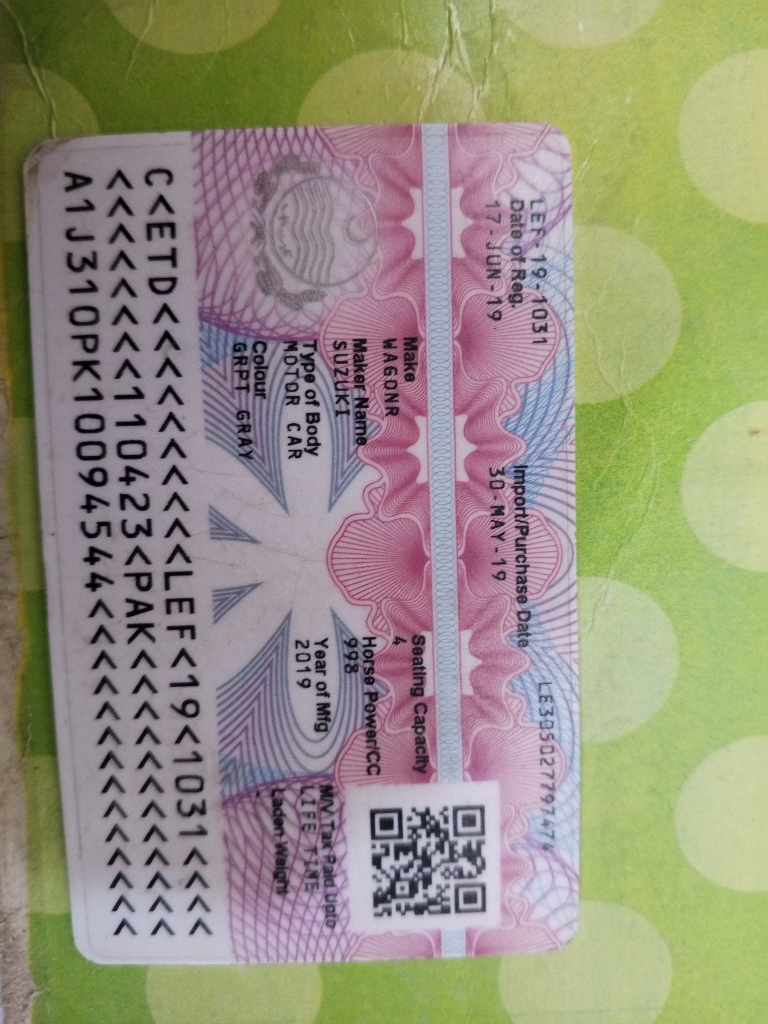 LEF-19-1031 LE305027797474
Date of Reg. Import/Purchase Date
17-JUN-19 30-MAY-19
Make Seating Capacity
WAGONR 4
Maker Name Horse Power/CC
SUZUKI 998
Type of Body Year of Mfg M/V Tax Paid Upto
MOTOR CAR 2019 LIFE TIME
Colour Laden Weight
GRPT GRAY
C<ETD<<<<<<<<<<LEF<19<1031<<<<
<<<<<<<<110423<PAK<<<<<<<<<<<<
A1J310PK10094544<<<<<<<<<<<<<<